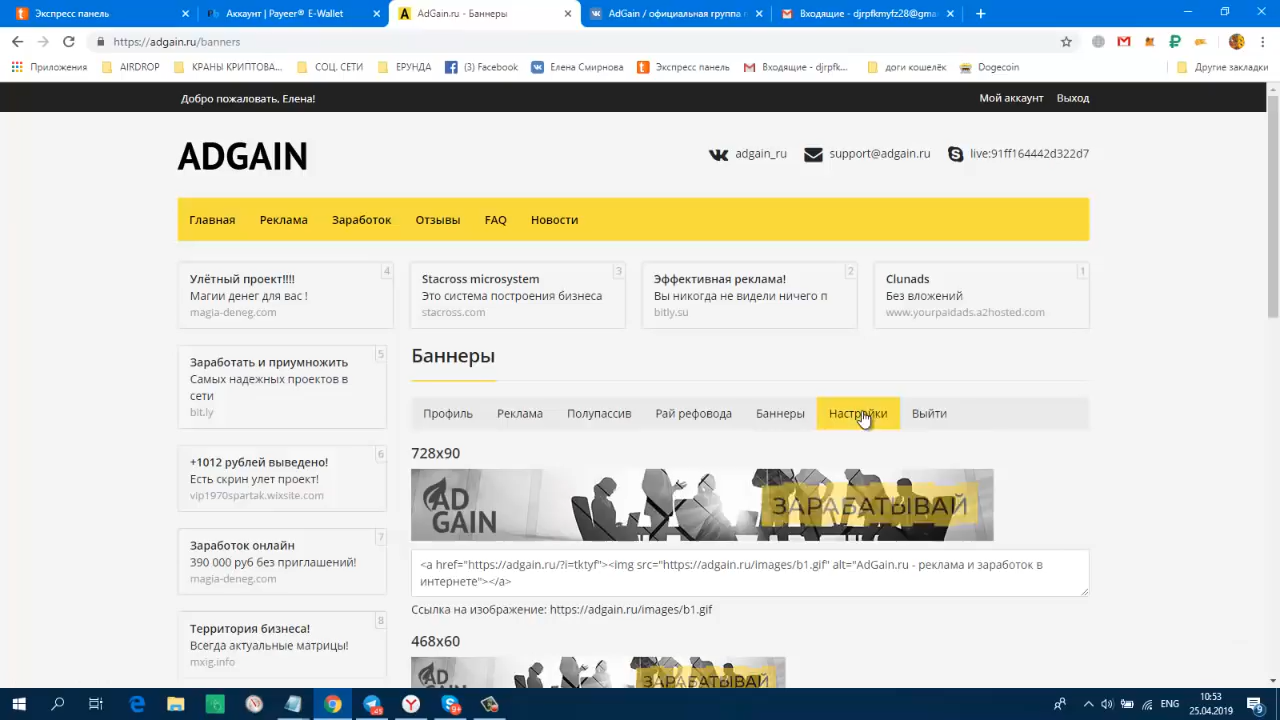 Экспресс панель
Аккаунт | Payeer® E-Wallet
AdGain.ru - Баннеры
AdGain / официальная группа п
Входящие - djrpfkmyfz28@gma
https://adgain.ru/banners
Приложения
AIRDROP
КРАНЫ КРИПТОВА...
СОЦ. СЕТИ
ЕРУНДА
(3) Facebook
Елена Смирнова
Экспресс панель
Входящие - djrpfk...
доги кошелёк
Dogecoin
Другие закладки
Добро пожаловать, Елена!
Мой аккаунт
Выход
ADGAIN
adgain_ru
support@adgain.ru
live:91ff164442d322d7
Главная
Реклама
Заработок
Отзывы
FAQ
Новости
Улётный проект!!!!
4
Магии денег для вас !
magia-deneg.com
Stacross microsystem
3
Это система построения бизнеса
stacross.com
Эффективная реклама!
2
Вы никогда не видели ничего п
bitly.su
Clunads
1
Без вложений
www.yourpaidads.a2hosted.com
Заработать и приумножить
5
Самых надежных проектов в
сети
bit.ly
+1012 рублей выведено!
6
Есть скрин улет проект!
vip1970spartak.wixsite.com
Заработок онлайн
7
390 000 руб без приглашений!
magia-deneg.com
Территория бизнеса!
8
Всегда актуальные матрицы!
mxig.info
Баннеры
Профиль
Реклама
Полупассив
Рай рефовода
Баннеры
Настройки
Выйти
728x90
AD
GAIN
ЗАРАБАТЫВАЙ
<a href="https://adgain.ru/?i=tktyf"><img src="https://adgain.ru/images/b1.gif" alt="AdGain.ru - реклама и заработок в
интернете"></a>
Ссылка на изображение: https://adgain.ru/images/b1.gif
468x60
AD
GAIN
ЗАРАБАТЫВАЙ
ENG
10:53
25.04.2019